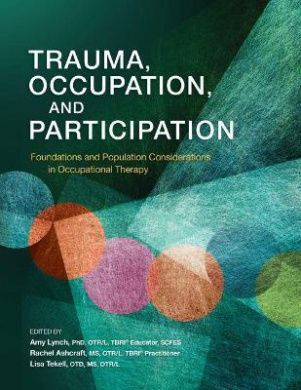 TRAUMA,
OCCUPATION,
AND
PARTICIPATION
Foundations and Population Considerations
in Occupational Therapy
EDITED BY
Amy Lynch, PhD, OTR/L, TBRI® Educator, SCFES
Rachel Ashcraft, MS, OTR/L, TBRI® Practitioner
Lisa Tekell, OTD, MS, OTR/L